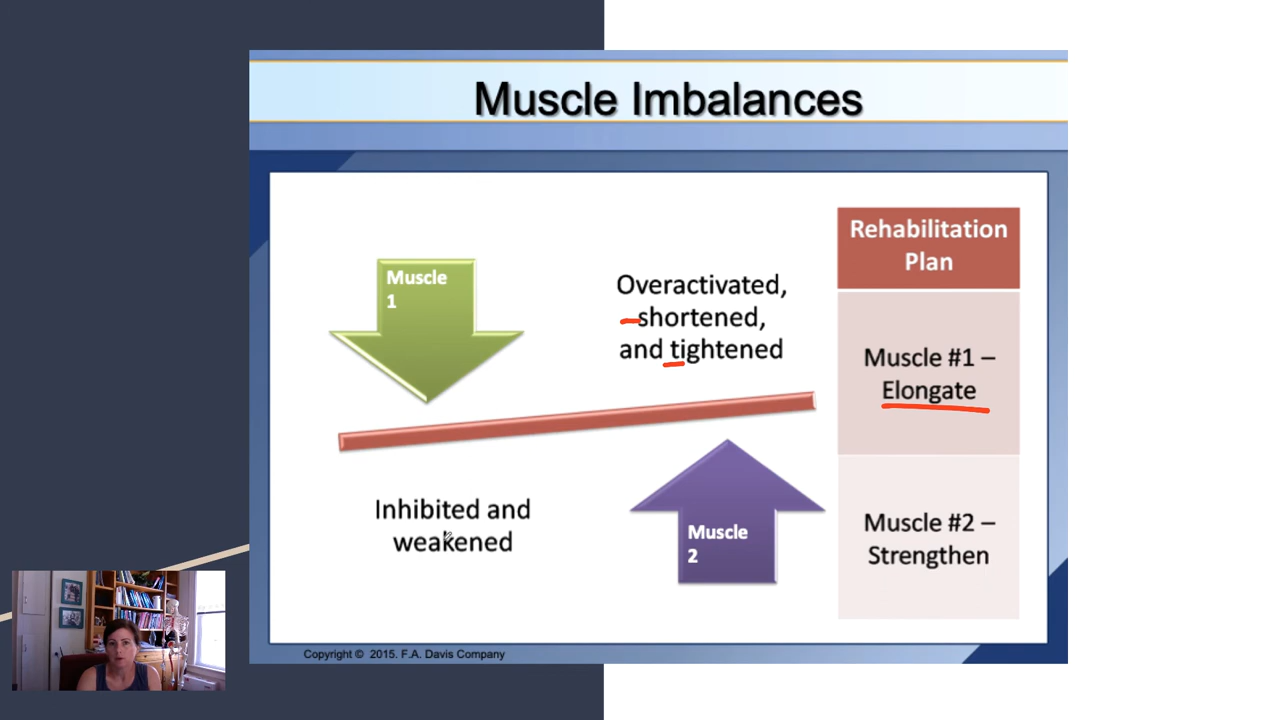 Muscle Imbalances
Muscle
1
Overactivated,
shortened,
and tightened
Inhibited and
weakened
Muscle
2
Rehabilitation
Plan
Muscle #1 –
Elongate
Muscle #2 –
Strengthen
Copyright © 2015. F.A. Davis Company